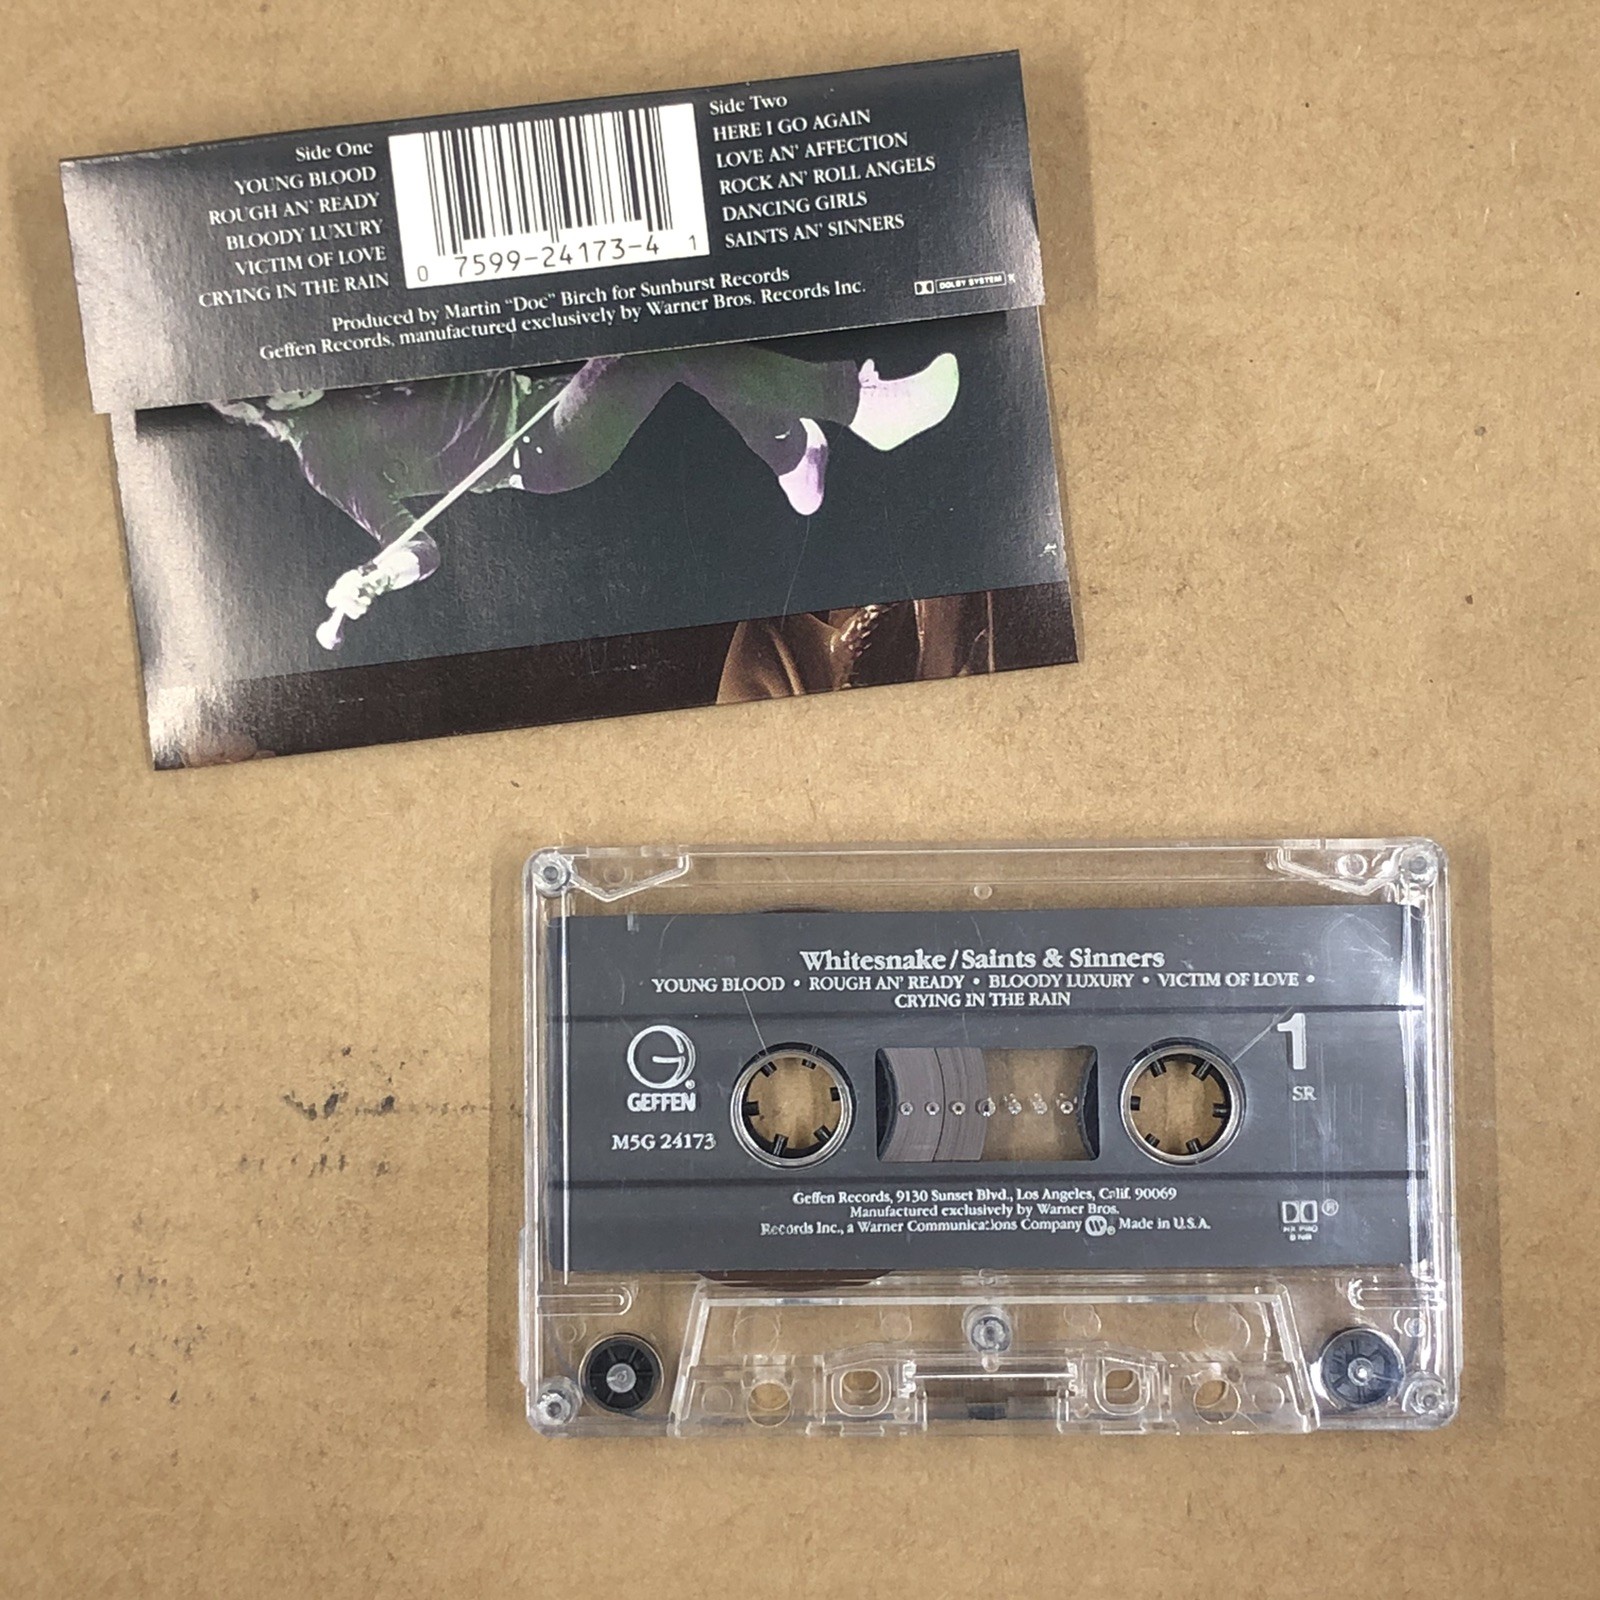 Side One
YOUNG BLOOD
ROUGH AN' READY
BLOODY LUXURY
VICTIM OF LOVE
CRYING IN THE RAIN
0 7599-24173-4 1
Side Two
HERE I GO AGAIN
LOVE AN' AFFECTION
ROCK AN' ROLL ANGELS
DANCING GIRLS
SAINTS AN' SINNERS
Produced by Martin "Doc" Birch for Sunburst Records
Geffen Records, manufactured exclusively by Warner Bros. Records Inc.
DOLBY SYSTEM
Whitesnake/Saints & Sinners
YOUNG BLOOD • ROUGH AN' READY • BLOODY LUXURY • VICTIM OF LOVE •
CRYING IN THE RAIN
1
SR
GEFFEN
M5G 24173
Geffen Records, 9130 Sunset Blvd., Los Angeles, Calif. 90069
Manufactured exclusively by Warner Bros.
Records Inc., a Warner Communications Company ®, Made in U.S.A.
®
HX PRO